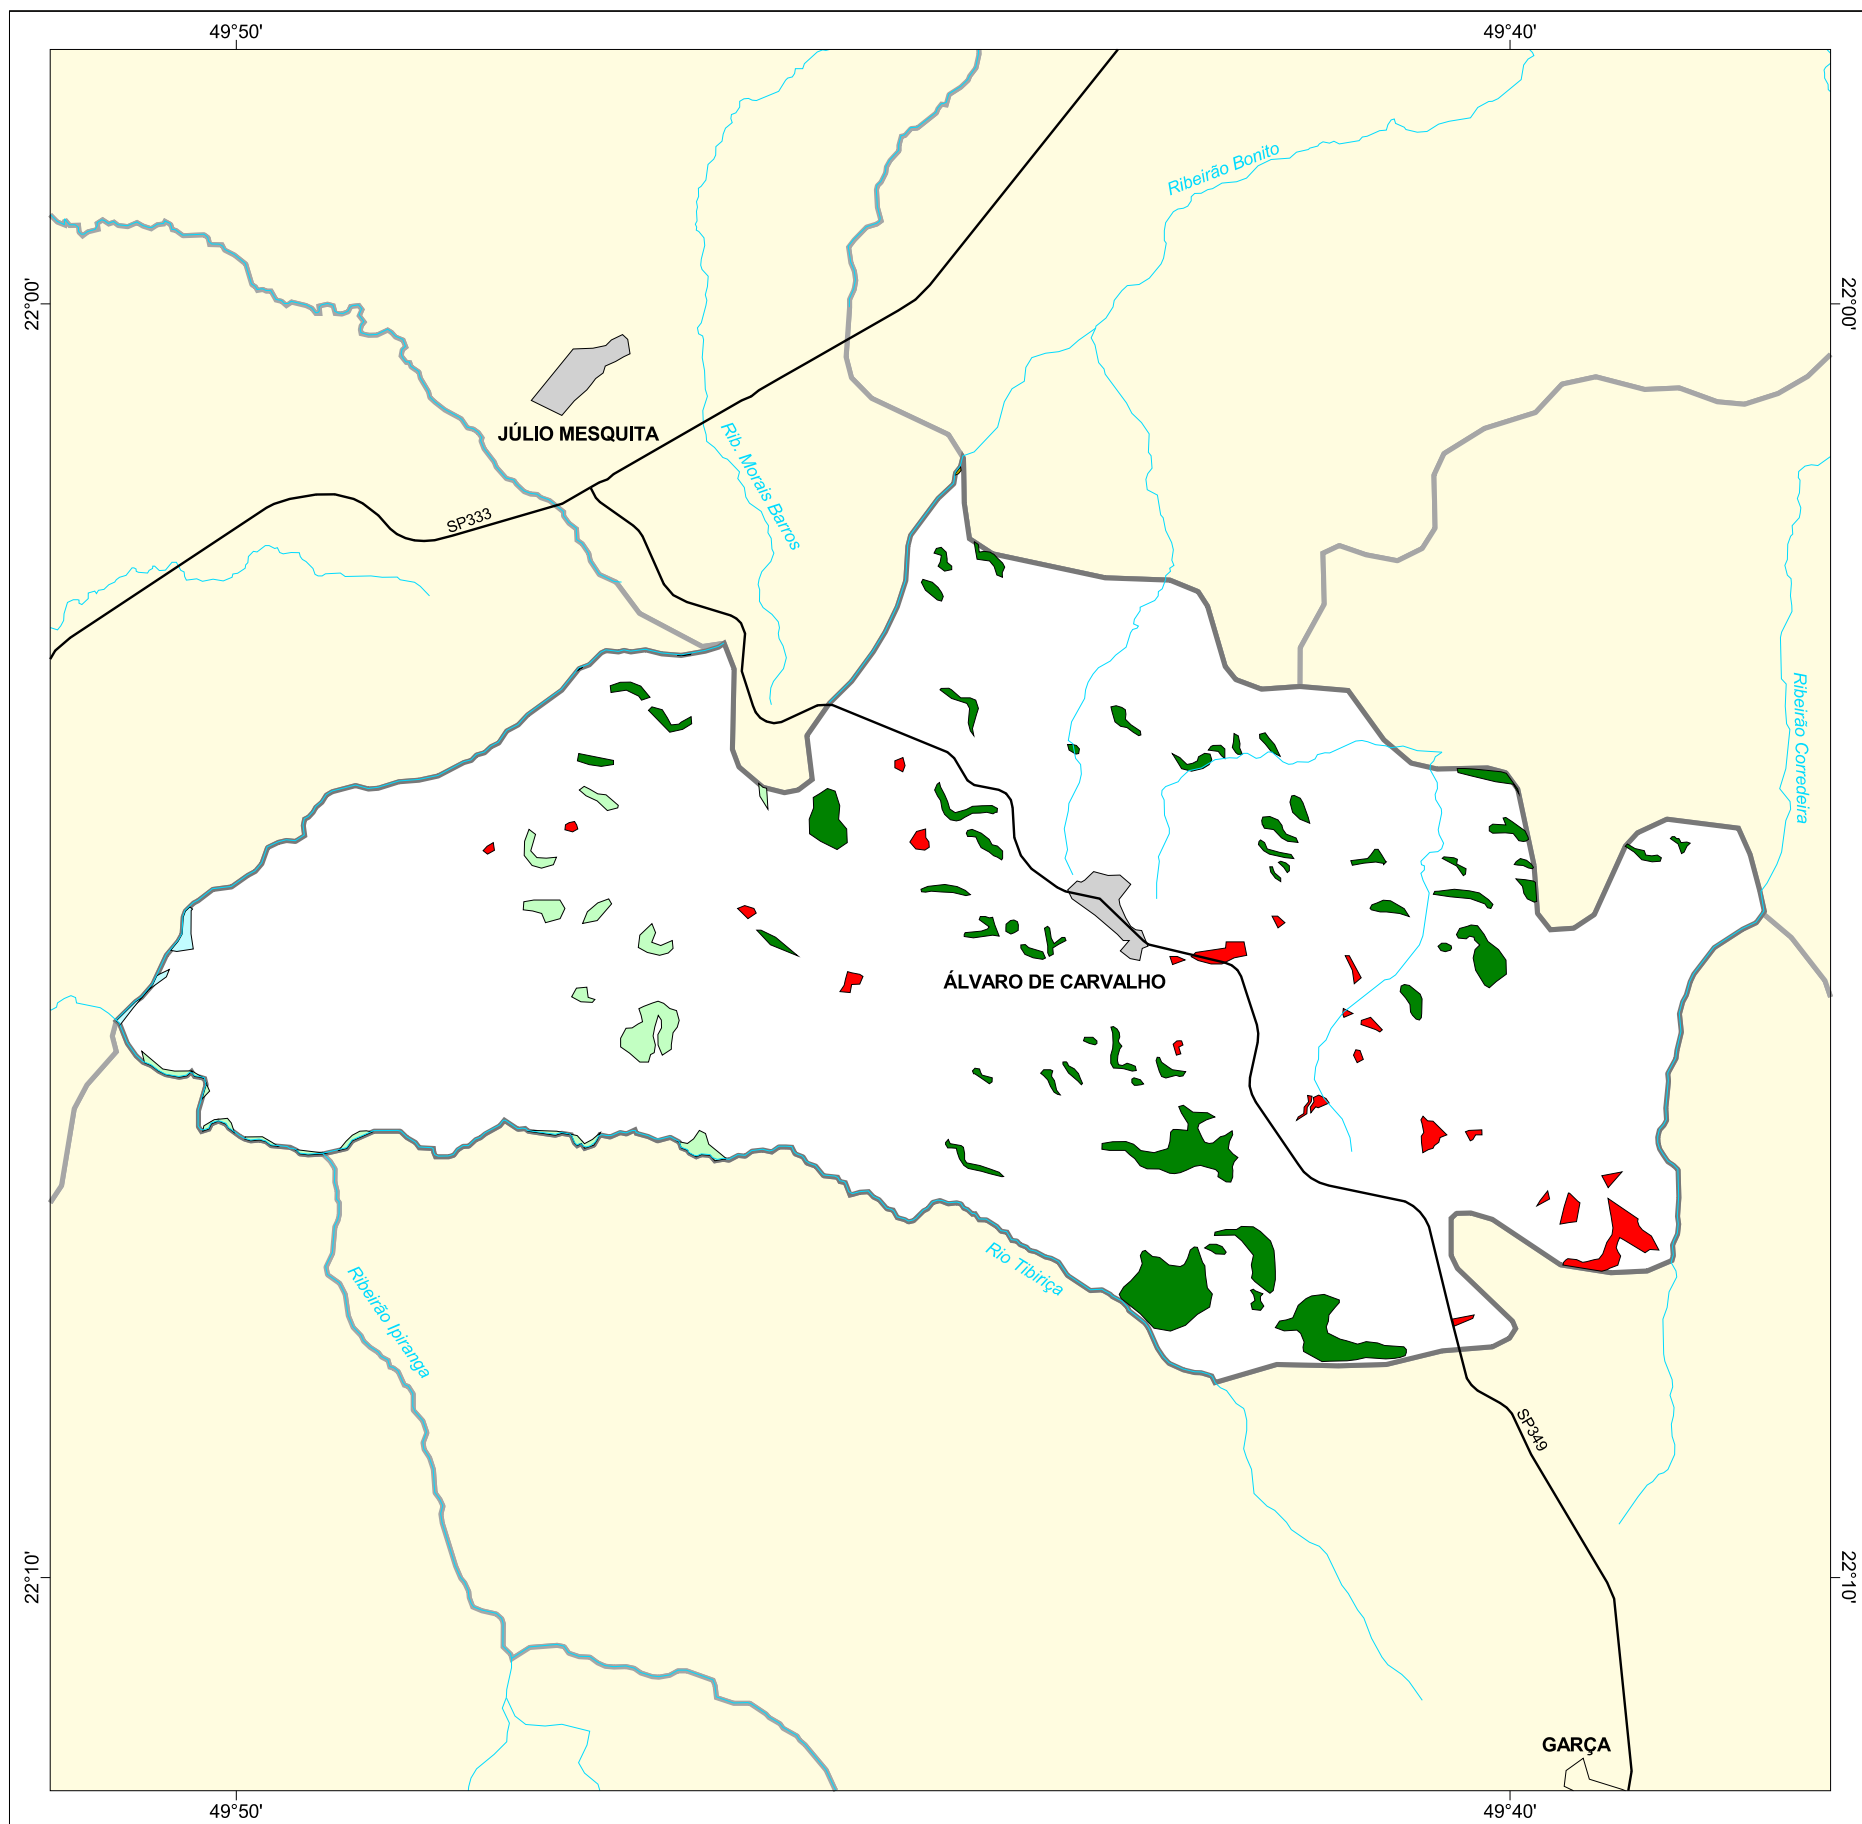 49°50'
49°40'
Ribeirão Bonito
22°00'
22°00'
JÚLIO MESQUITA
Rib. Morais Barros
SP333
Ribeirão Corredeira
ÁLVARO DE CARVALHO
Rio Tibiriça
Ribeirão Ipiranga
SP349
22°10'
22°10'
GARÇA
49°50'
49°40'